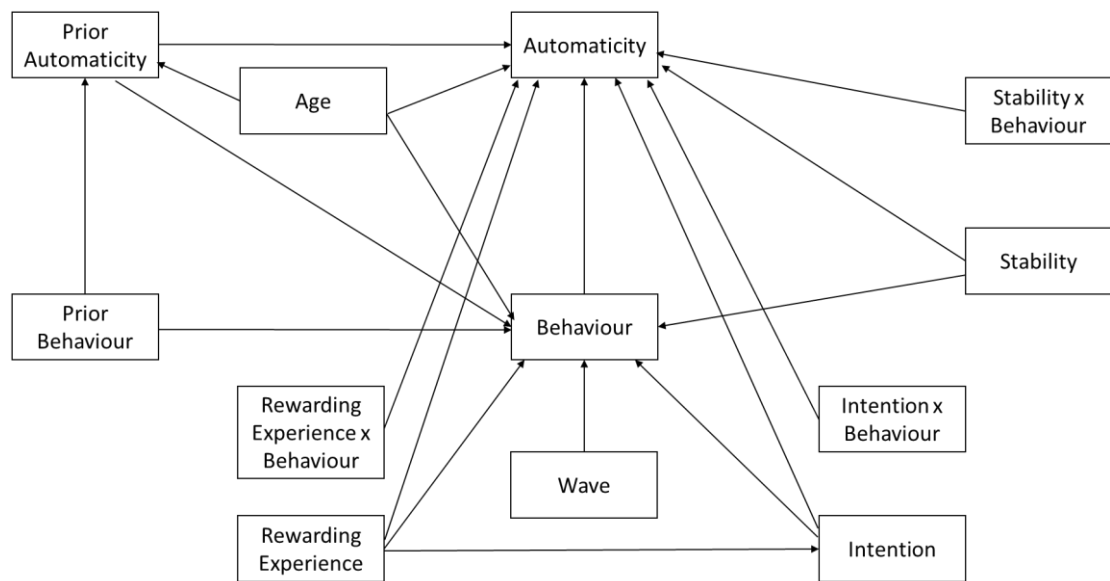 Prior
Automaticity
Automaticity
Age
Stability x
Behaviour
Stability
Prior
Behaviour
Behaviour
Rewarding
Experience x
Behaviour
Intention x
Behaviour
Wave
Rewarding
Experience
Intention